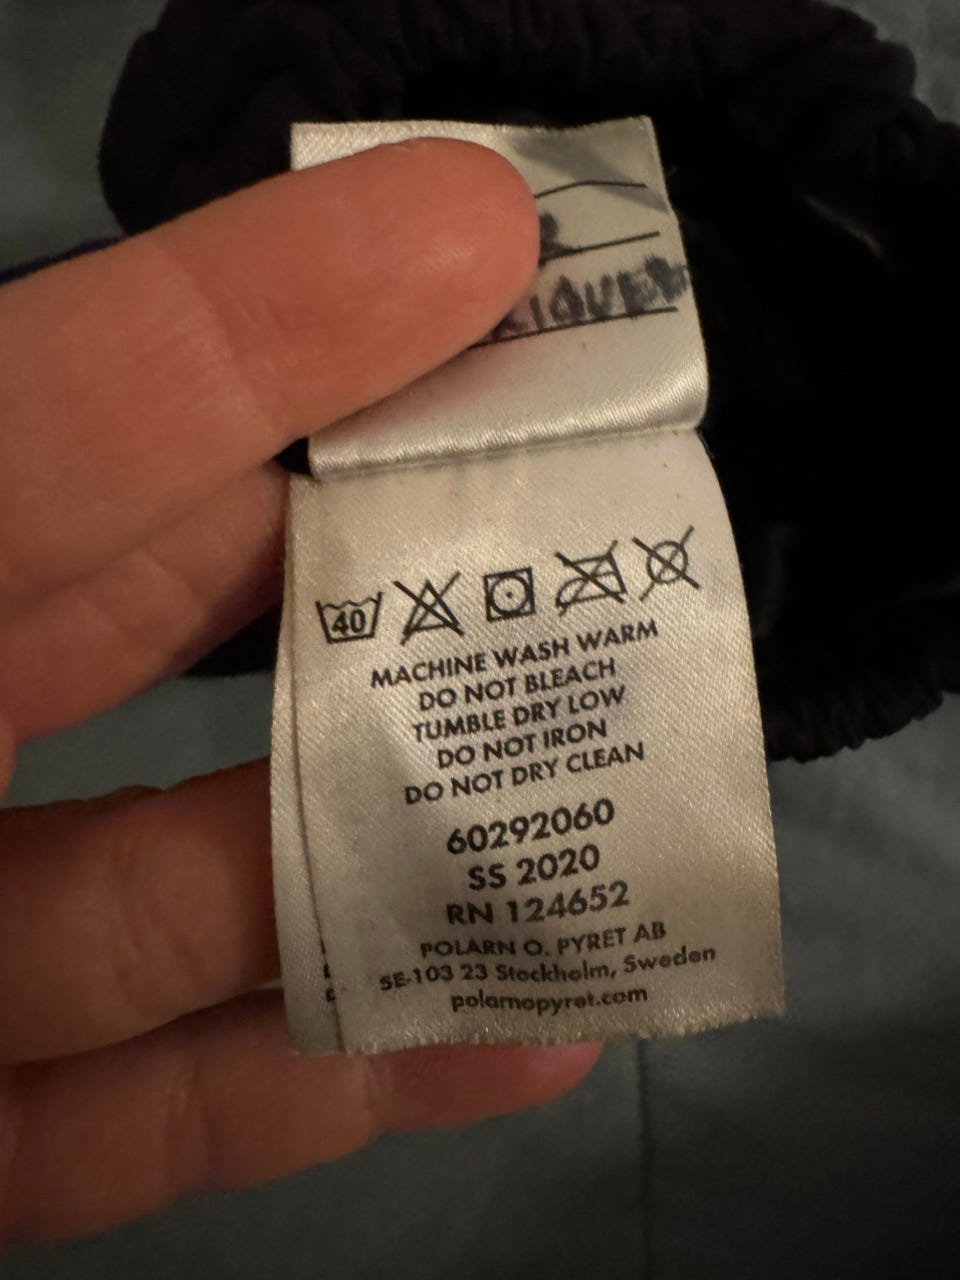 40
MACHINE WASH WARM
DO NOT BLEACH
TUMBLE DRY LOW
DO NOT IRON
DO NOT DRY CLEAN
60292060
SS 2020
RN 124652
POLARN O. PYRET AB
SE-103 23 Stockholm, Sweden
polarnopyret.com